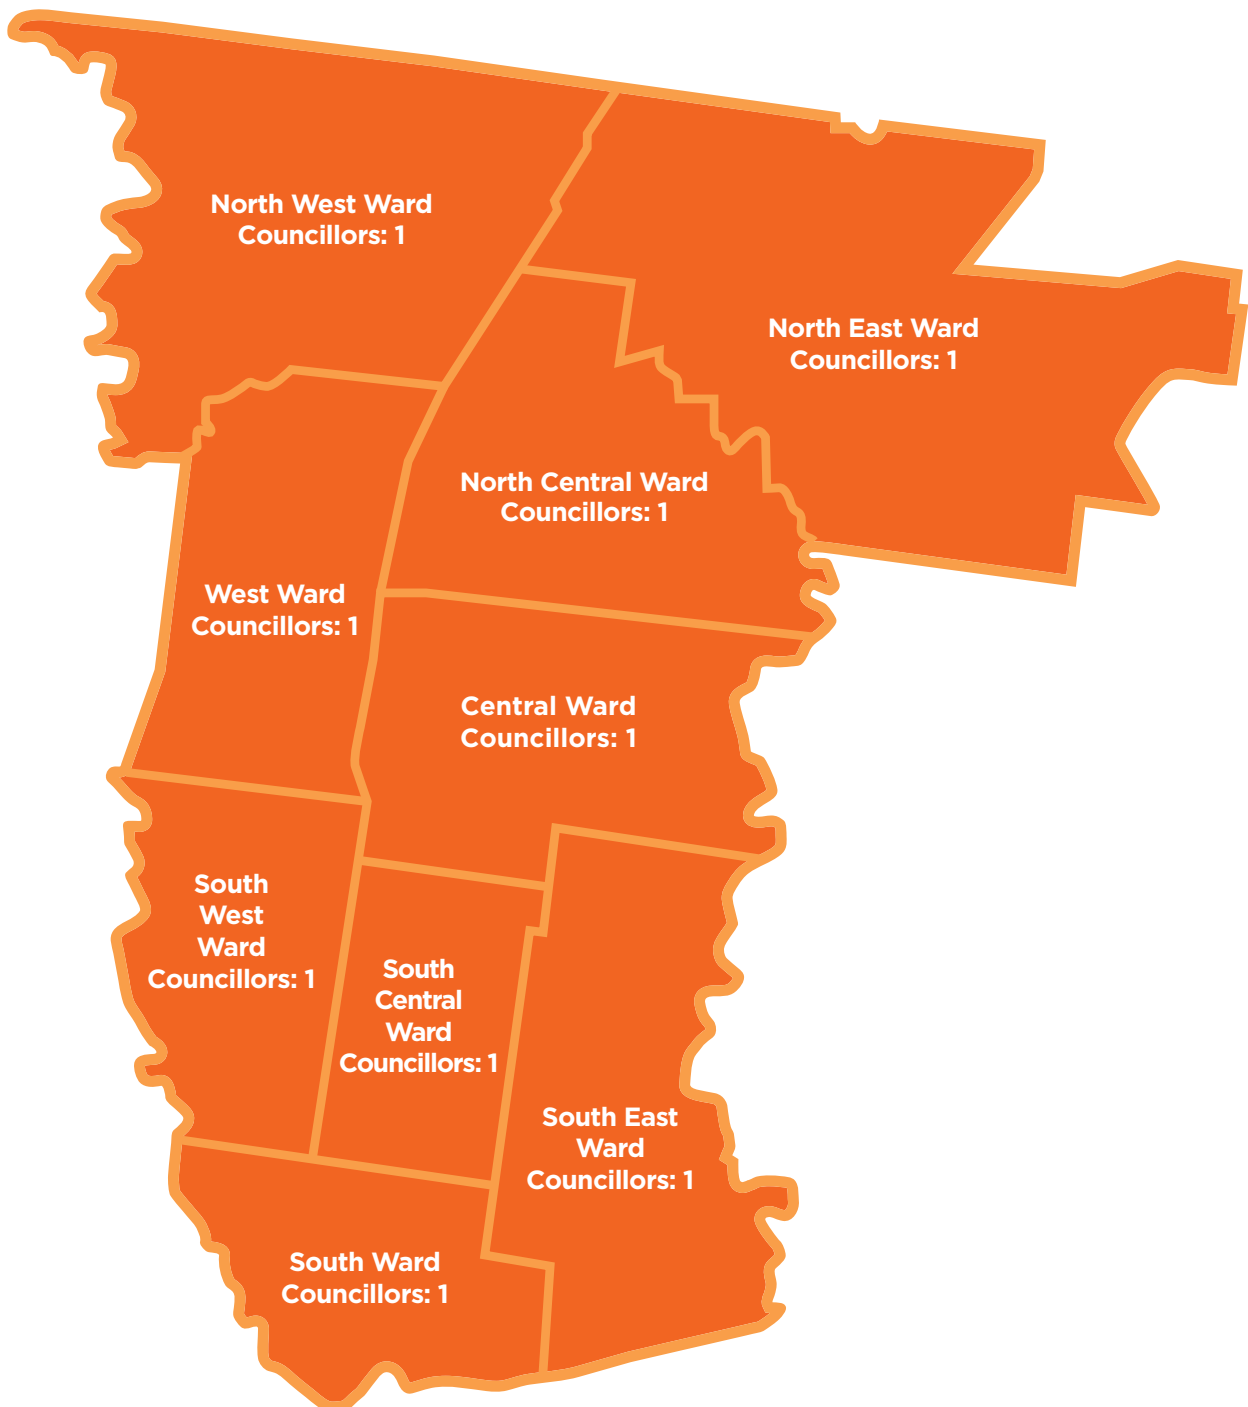 North West Ward
Councillors: 1
North East Ward
Councillors: 1
North Central Ward
Councillors: 1
West Ward
Councillors: 1
Central Ward
Councillors: 1
South
West
Ward
Councillors: 1
South
Central
Ward
Councillors: 1
South East
Ward
Councillors: 1
South Ward
Councillors: 1